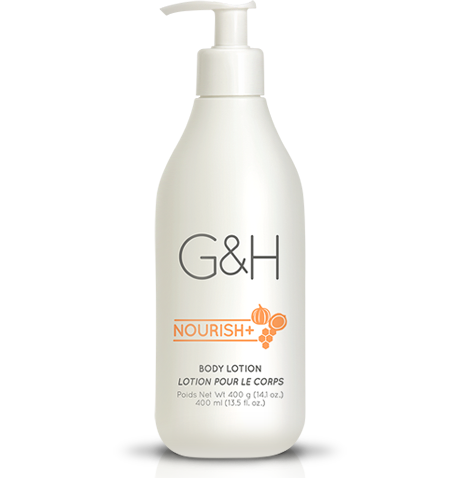 G&H
NOURISH+
BODY LOTION
LOTION POUR LE CORPS
Poids Net Wt 400 g (14.1 oz.)
400 ml (13.5 fl. oz.)